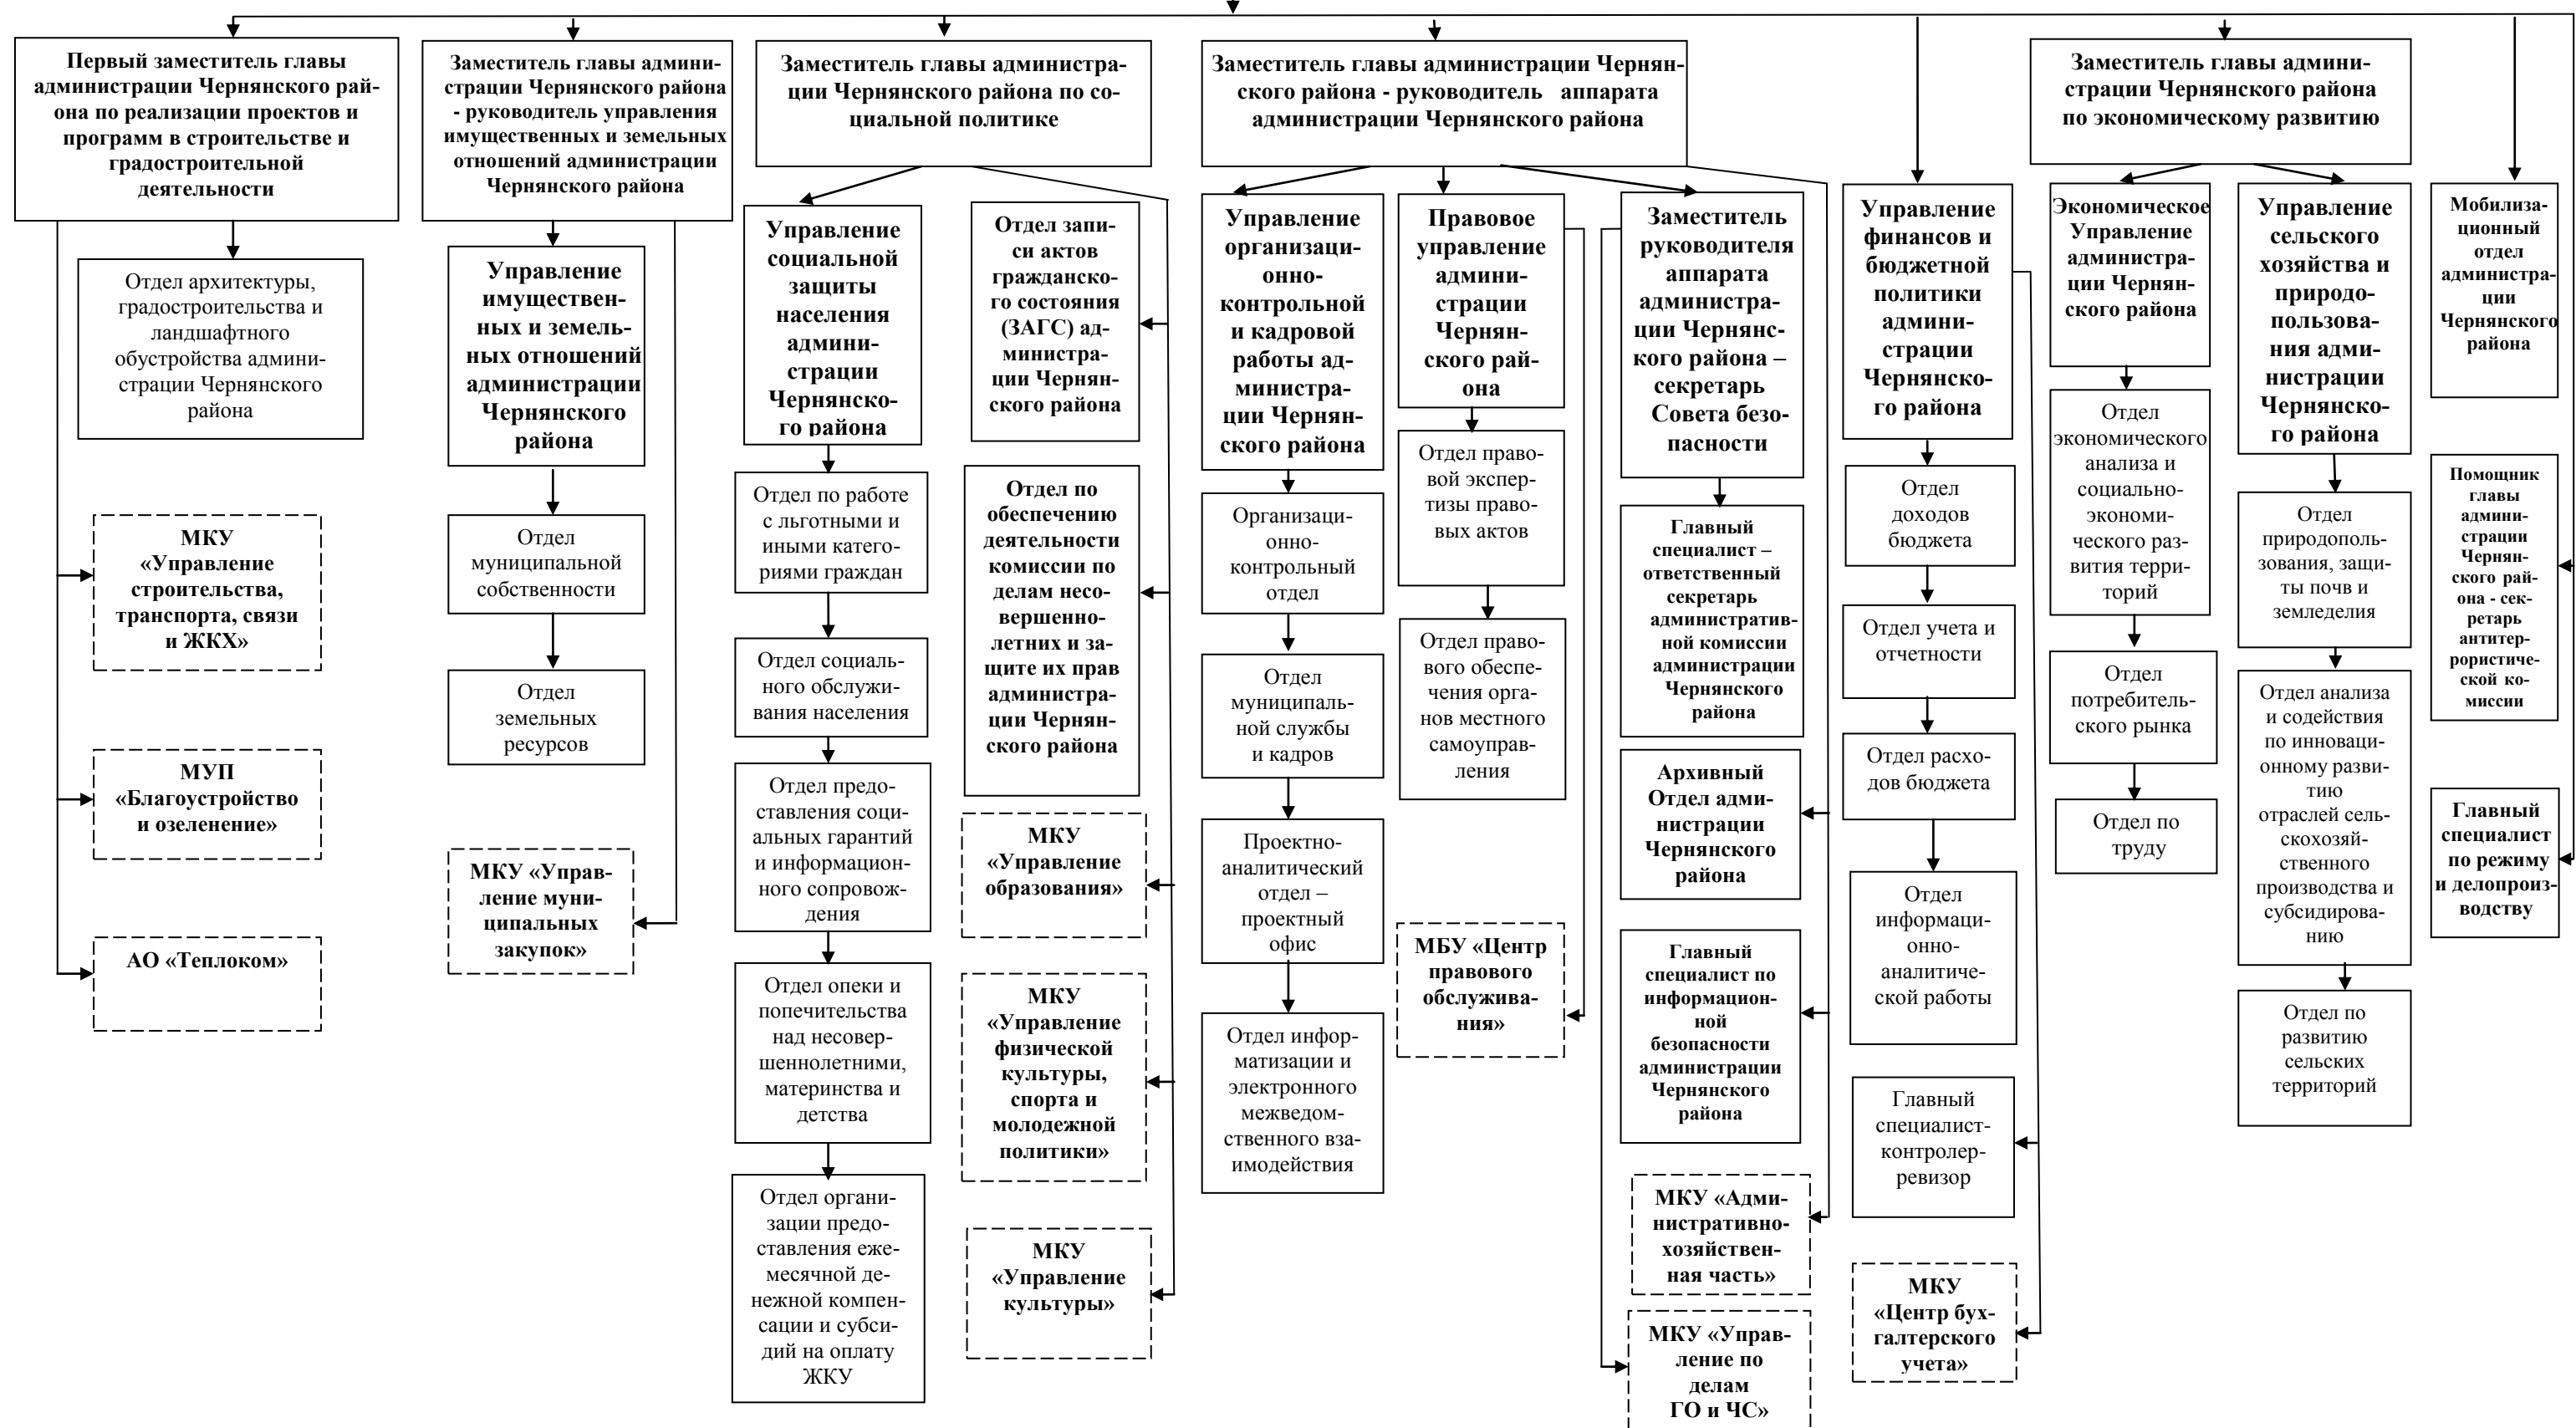 Первый заместитель главы
администрации Чернянского рай-
она по реализации проектов и
программ в строительстве и
градостроительной
деятельности
Отдел архитектуры,
градостроительства и
ландшафтного
обустройства админи-
страции Чернянского
района
МКУ
«Управление
строительства,
транспорта, связи
и ЖКХ»
МУП
«Благоустройство
и озеленение»
АО «Теплоком»
Заместитель главы админи-
страции Чернянского района
- руководитель управления
имущественных и земельных
отношений администрации
Чернянского района
Управление
имуществен-
ных и земель-
ных отношений
администрации
Чернянского
района
Отдел
муниципальной
собственности
Отдел
земельных
ресурсов
МКУ «Управ-
ление муни-
ципальных
закупок»
Заместитель главы администра-
ции Чернянского района по со-
циальной политике
Управление
социальной
защиты
населения
админи-
страции
Чернянско-
го района
Отдел по работе
с льготными и
иными катего-
риями граждан
Отдел социаль-
ного обслужи-
вания населения
Отдел предо-
ставления соци-
альных гарантий
и информацион-
ного сопровож-
дения
Отдел опеки и
попечительства
над несовер-
шеннолетними,
материнства и
детства
Отдел органи-
зации предо-
ставления еже-
месячной де-
нежной компен-
сации и субси-
дий на оплату
ЖКУ
Отдел запи-
си актов
гражданско-
го состояния
(ЗАГС) ад-
министра-
ции Чернян-
ского района
Отдел по
обеспечению
деятельности
комиссии по
делам несо-
вершенно-
летних и за-
щите их прав
администра-
ции Чернян-
ского района
МКУ
«Управление
образования»
МКУ
«Управление
физической
культуры,
спорта и
молодежной
политики»
МКУ
«Управление
культуры»
Заместитель главы администрации Чернян-
ского района - руководитель аппарата
администрации Чернянского района
Управление
организаци-
онно-
контрольной
и кадровой
работы ад-
министра-
ции Чернян-
ского района
Организаци-
онно-
контрольный
отдел
Отдел
муниципаль-
ной службы
и кадров
Проектно-
аналитический
отдел –
проектный
офис
Отдел инфор-
матизации и
электронного
межведом-
ственного вза-
имодействия
Правовое
управление
админи-
страции
Чернян-
ского рай-
она
Отдел право-
вой экспер-
тизы право-
вых актов
Отдел право-
вого обеспе-
чения орга-
нов местного
самоуправ-
ления
МБУ «Центр
правового
обслужива-
ния»
Заместитель
руководителя
аппарата
администра-
ции Чернянс-
кого района –
секретарь
Совета безо-
пасности
Главный
специалист –
ответственный
секретарь
административ-
ной комиссии
администрации
Чернянского
района
Архивный
Отдел адми-
нистрации
Чернянского
района
Главный
специалист по
информацион-
ной
безопасности
администрации
Чернянского
района
МКУ «Адми-
нистративно-
хозяйствен-
ная часть»
МКУ «Управ-
ление по
делам
ГО и ЧС»
Управление
финансов и
бюджетной
политики
админи-
страции
Чернянско-
го района
Отдел
доходов
бюджета
Отдел учета и
отчетности
Отдел расхо-
дов бюджета
Отдел
информаци-
онно-
аналитиче-
ской работы
Главный
специалист-
контролер-
ревизор
МКУ
«Центр бух-
галтерского
учета»
Заместитель главы админи-
страции Чернянского района
по экономическому развитию
Экономическое
Управление
администра-
ции Чернян-
ского района
Отдел
экономического
анализа и
социально-
экономи-
ческого раз-
вития терри-
торий
Отдел
потребитель-
ского рынка
Отдел по
труду
Управление
сельского
хозяйства и
природо-
пользова-
ния адми-
нистрации
Чернянско-
го района
Отдел
природополь-
зования, защи-
ты почв и
земледелия
Отдел анализа
и содействия
по инноваци-
онному разви-
тию
отраслей сель-
скохозяй-
ственного
производства и
субсидирова-
нию
Отдел по
развитию
сельских
территорий
Мобилиза-
ционный
отдел
администра-
ции
Чернянского
района
Помощник
главы
админи-
страции
Чернян-
ского рай-
она - сек-
ретарь
антитер-
рористиче-
ской ко-
миссии
Главный
специалист
по режиму
и делопроиз-
водству